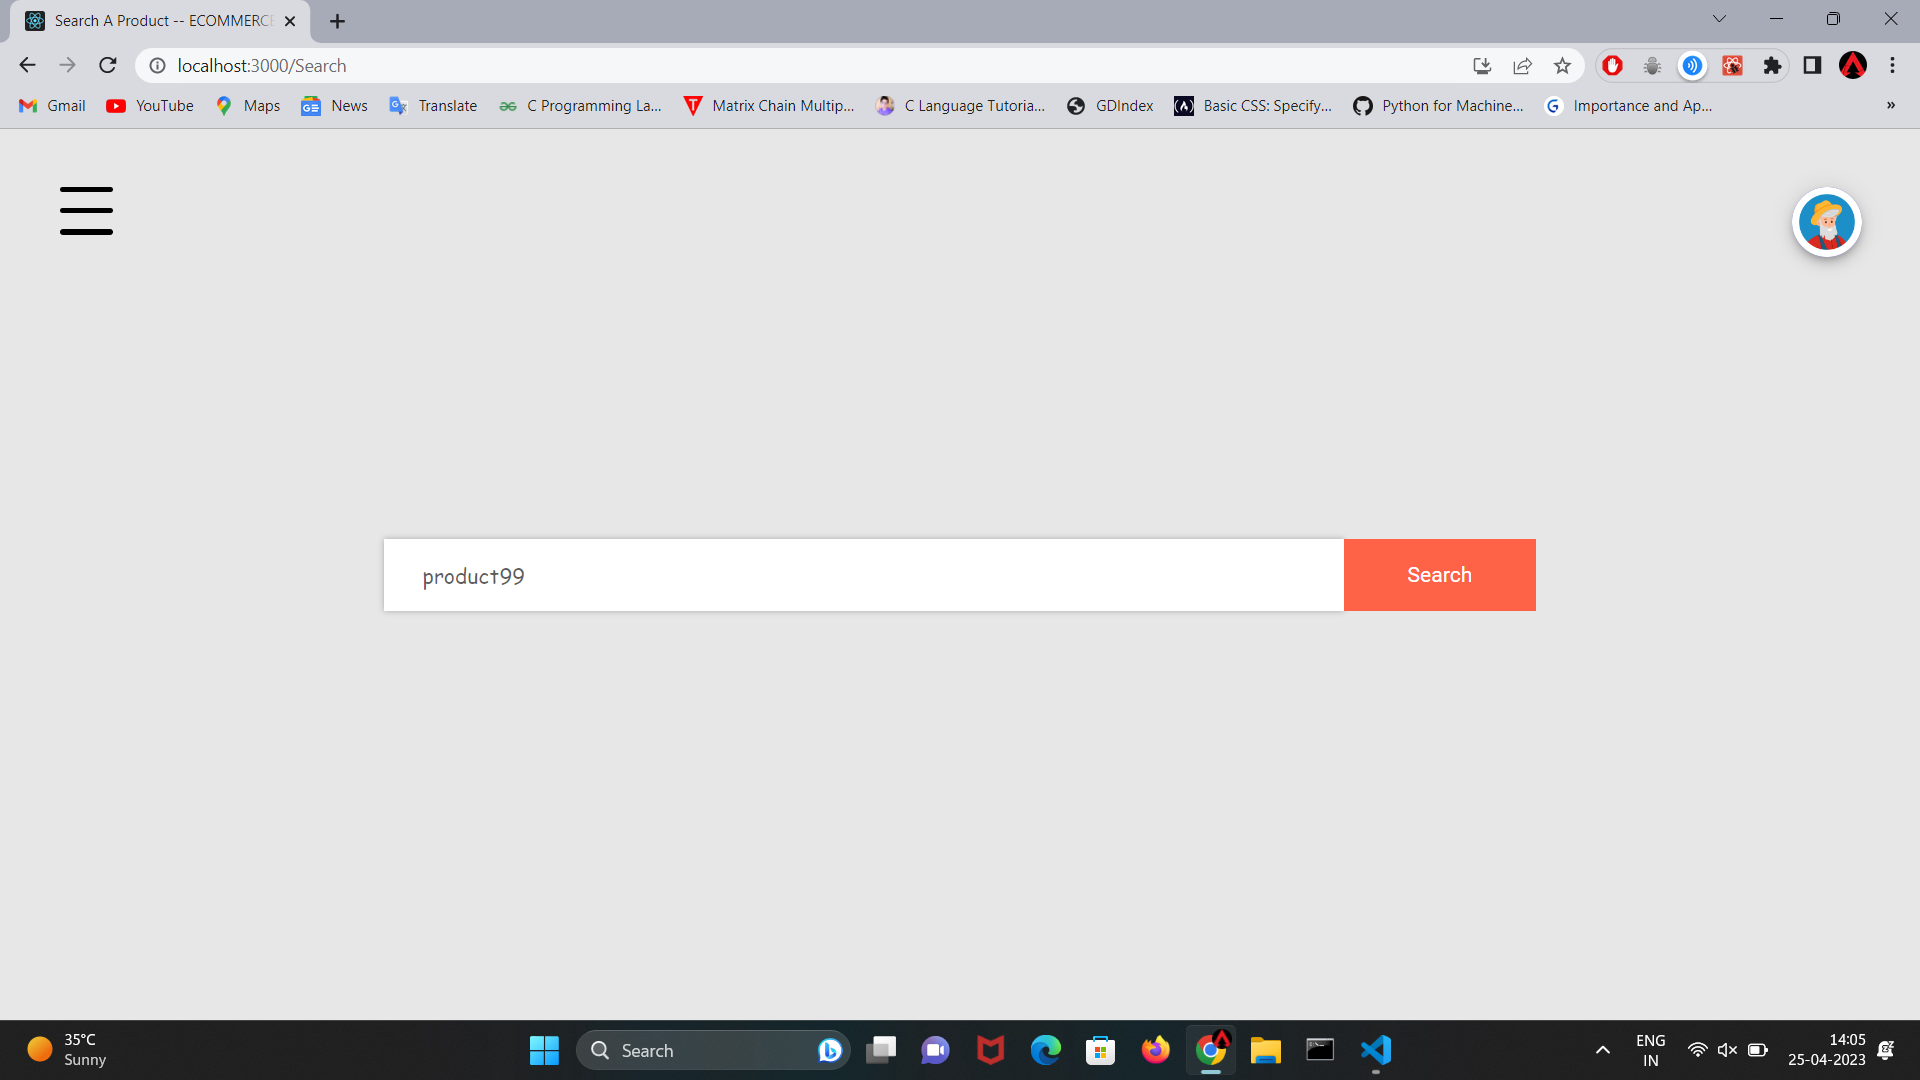 Search A Product -- ECOMMERCE
localhost:3000/Search
Gmail
YouTube
Maps
News
Translate
C Programming La...
Matrix Chain Multip...
C Language Tutoria...
GDIndex
Basic CSS: Specify...
Python for Machine...
Importance and Ap...
»
product99
Search
35°C
Sunny
Search
ENG
IN
14:05
25-04-2023